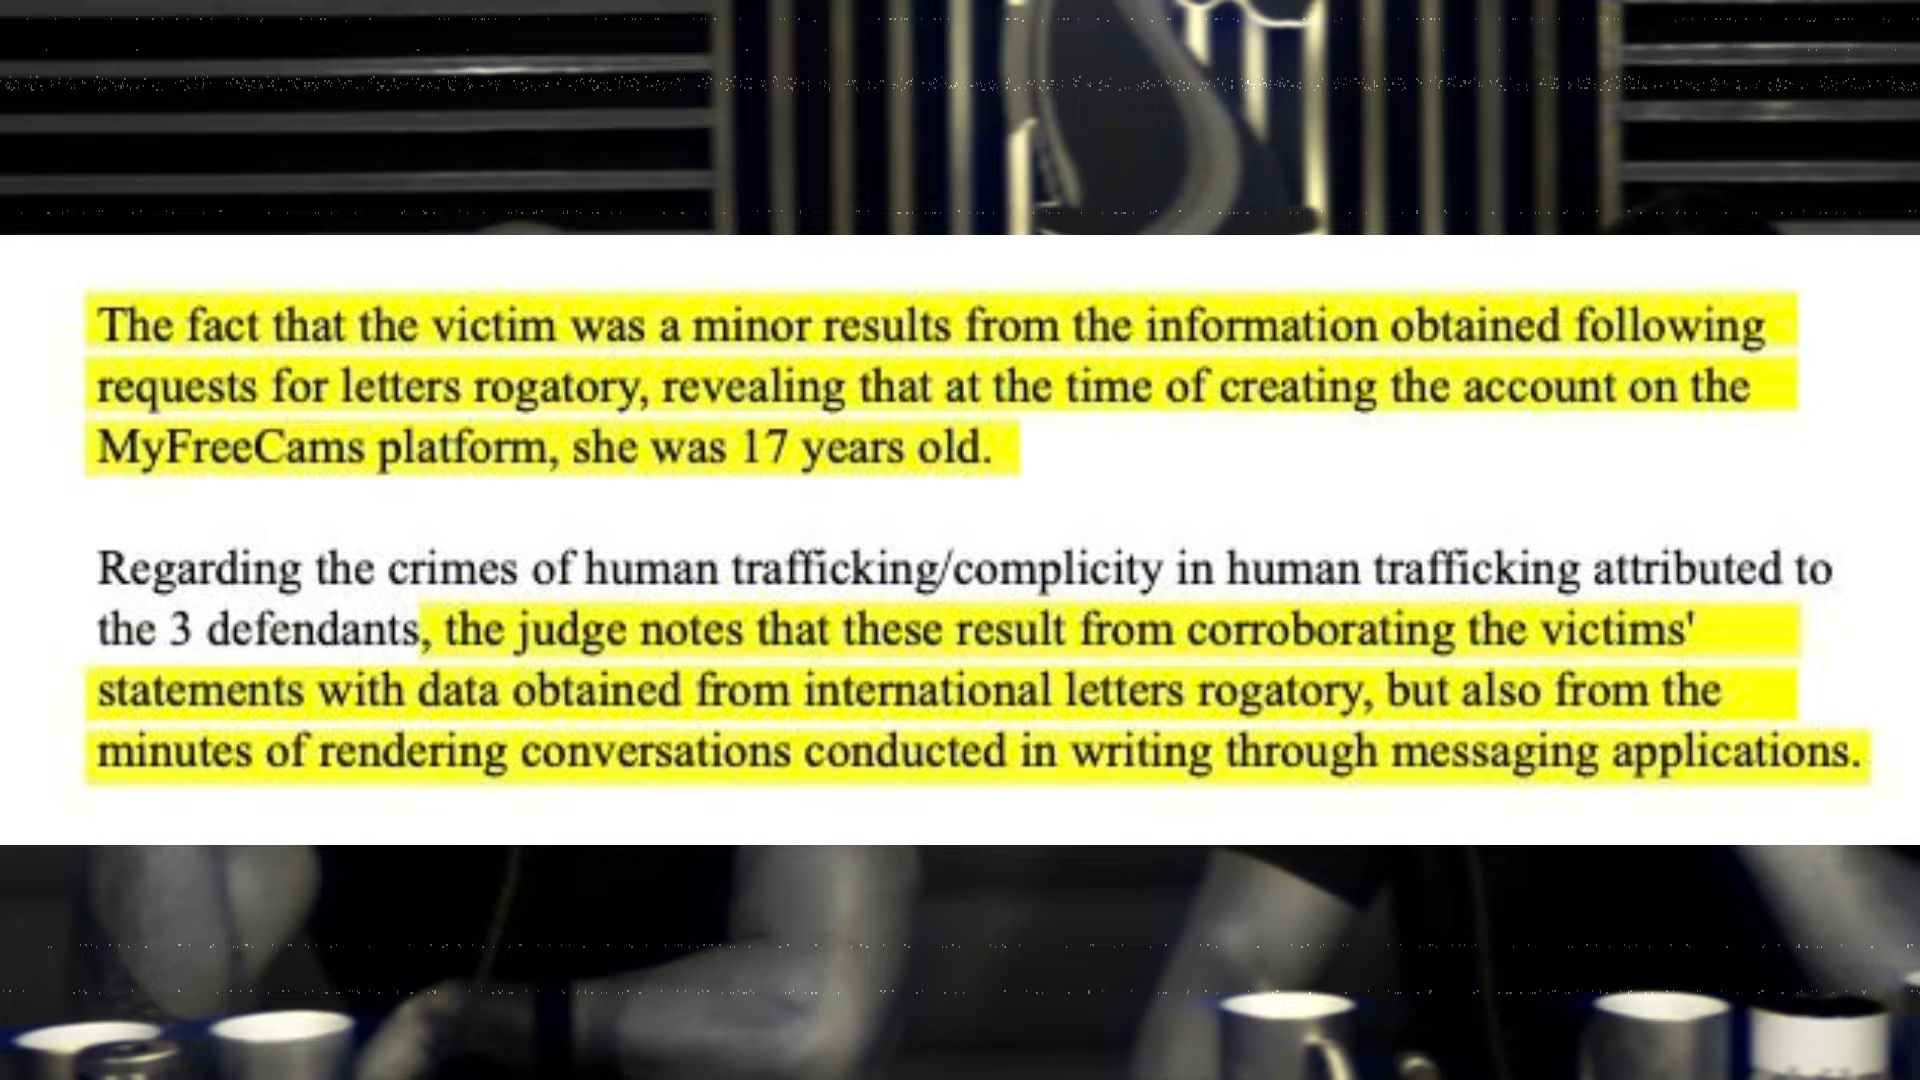 The fact that the victim was a minor results from the information obtained following
requests for letters rogatory, revealing that at the time of creating the account on the
MyFreeCams platform, she was 17 years old.
Regarding the crimes of human trafficking/complicity in human trafficking attributed to
the 3 defendants, the judge notes that these result from corroborating the victims'
statements with data obtained from international letters rogatory, but also from the
minutes of rendering conversations conducted in writing through messaging applications.